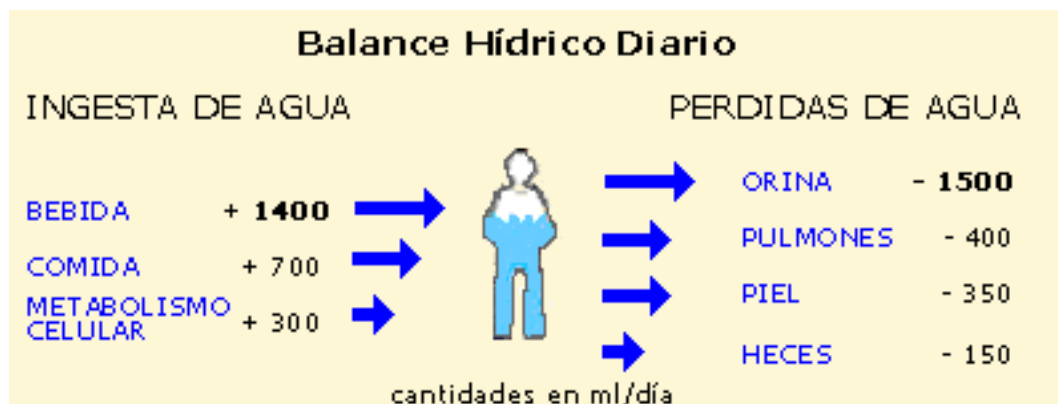 Balance Hídrico Diario
INGESTA DE AGUA
BEBIDA + 1400
COMIDA + 700
METABOLISMO
CELULAR + 300
PERDIDAS DE AGUA
ORINA - 1500
PULMONES - 400
PIEL - 350
HECES - 150
cantidades en ml/día